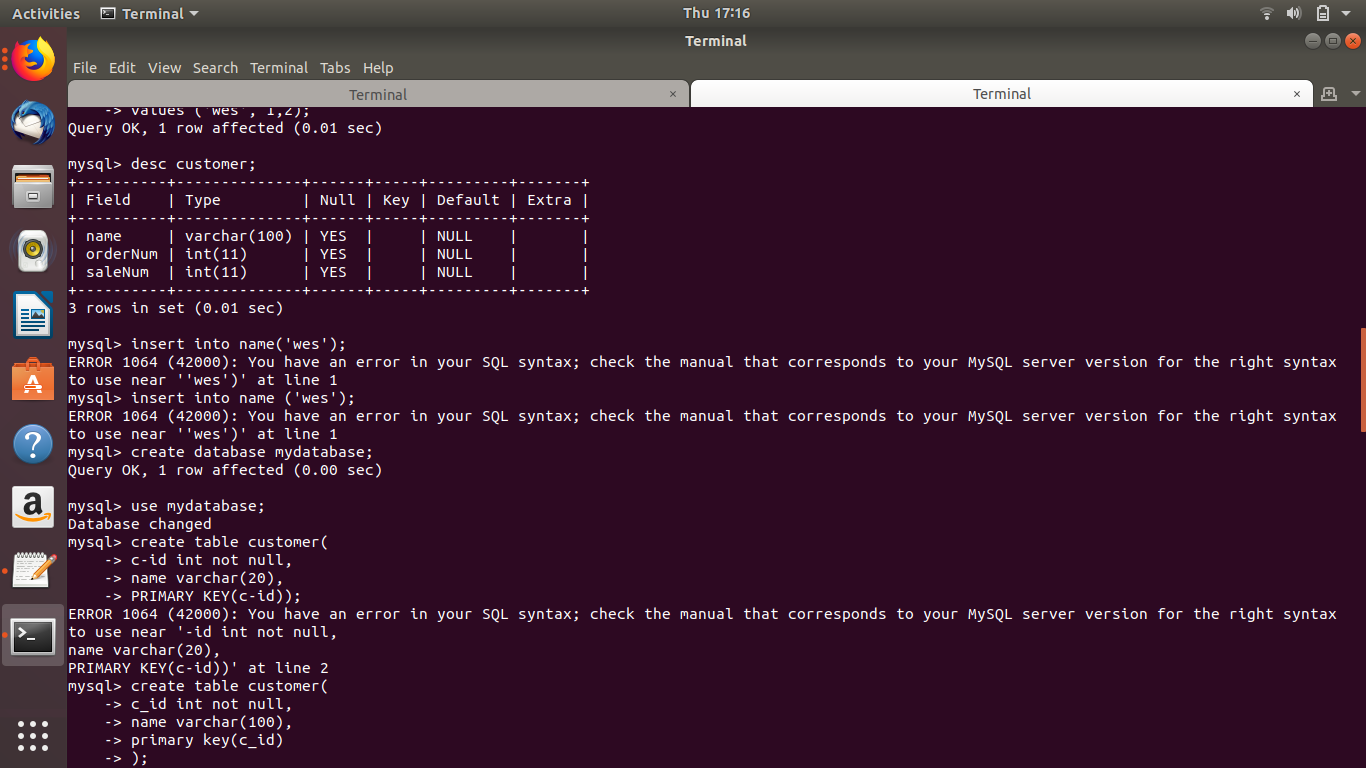 Activities Terminal Thu 17:16
Terminal
File Edit View Search Terminal Tabs Help
Terminal × Terminal ×
    -> values ('wes', 1,2);
Query OK, 1 row affected (0.01 sec)
mysql> desc customer;
+----------+--------------+------+-----+---------+-------+
| Field    | Type         | Null | Key | Default | Extra |
+----------+--------------+------+-----+---------+-------+
| name     | varchar(100) | YES  |     | NULL    |       |
| orderNum | int(11)      | YES  |     | NULL    |       |
| saleNum  | int(11)      | YES  |     | NULL    |       |
+----------+--------------+------+-----+---------+-------+
3 rows in set (0.01 sec)
mysql> insert into name('wes');
ERROR 1064 (42000): You have an error in your SQL syntax; check the manual that corresponds to your MySQL server version for the right syntax
to use near ''wes')' at line 1
mysql> insert into name ('wes');
ERROR 1064 (42000): You have an error in your SQL syntax; check the manual that corresponds to your MySQL server version for the right syntax
to use near ''wes')' at line 1
mysql> create database mydatabase;
Query OK, 1 row affected (0.00 sec)
mysql> use mydatabase;
Database changed
mysql> create table customer(
    -> c-id int not null,
    -> name varchar(20),
    -> PRIMARY KEY(c-id));
ERROR 1064 (42000): You have an error in your SQL syntax; check the manual that corresponds to your MySQL server version for the right syntax
to use near '-id int not null,
name varchar(20),
PRIMARY KEY(c-id))' at line 2
mysql> create table customer(
    -> c_id int not null,
    -> name varchar(100),
    -> primary key(c_id)
    -> );